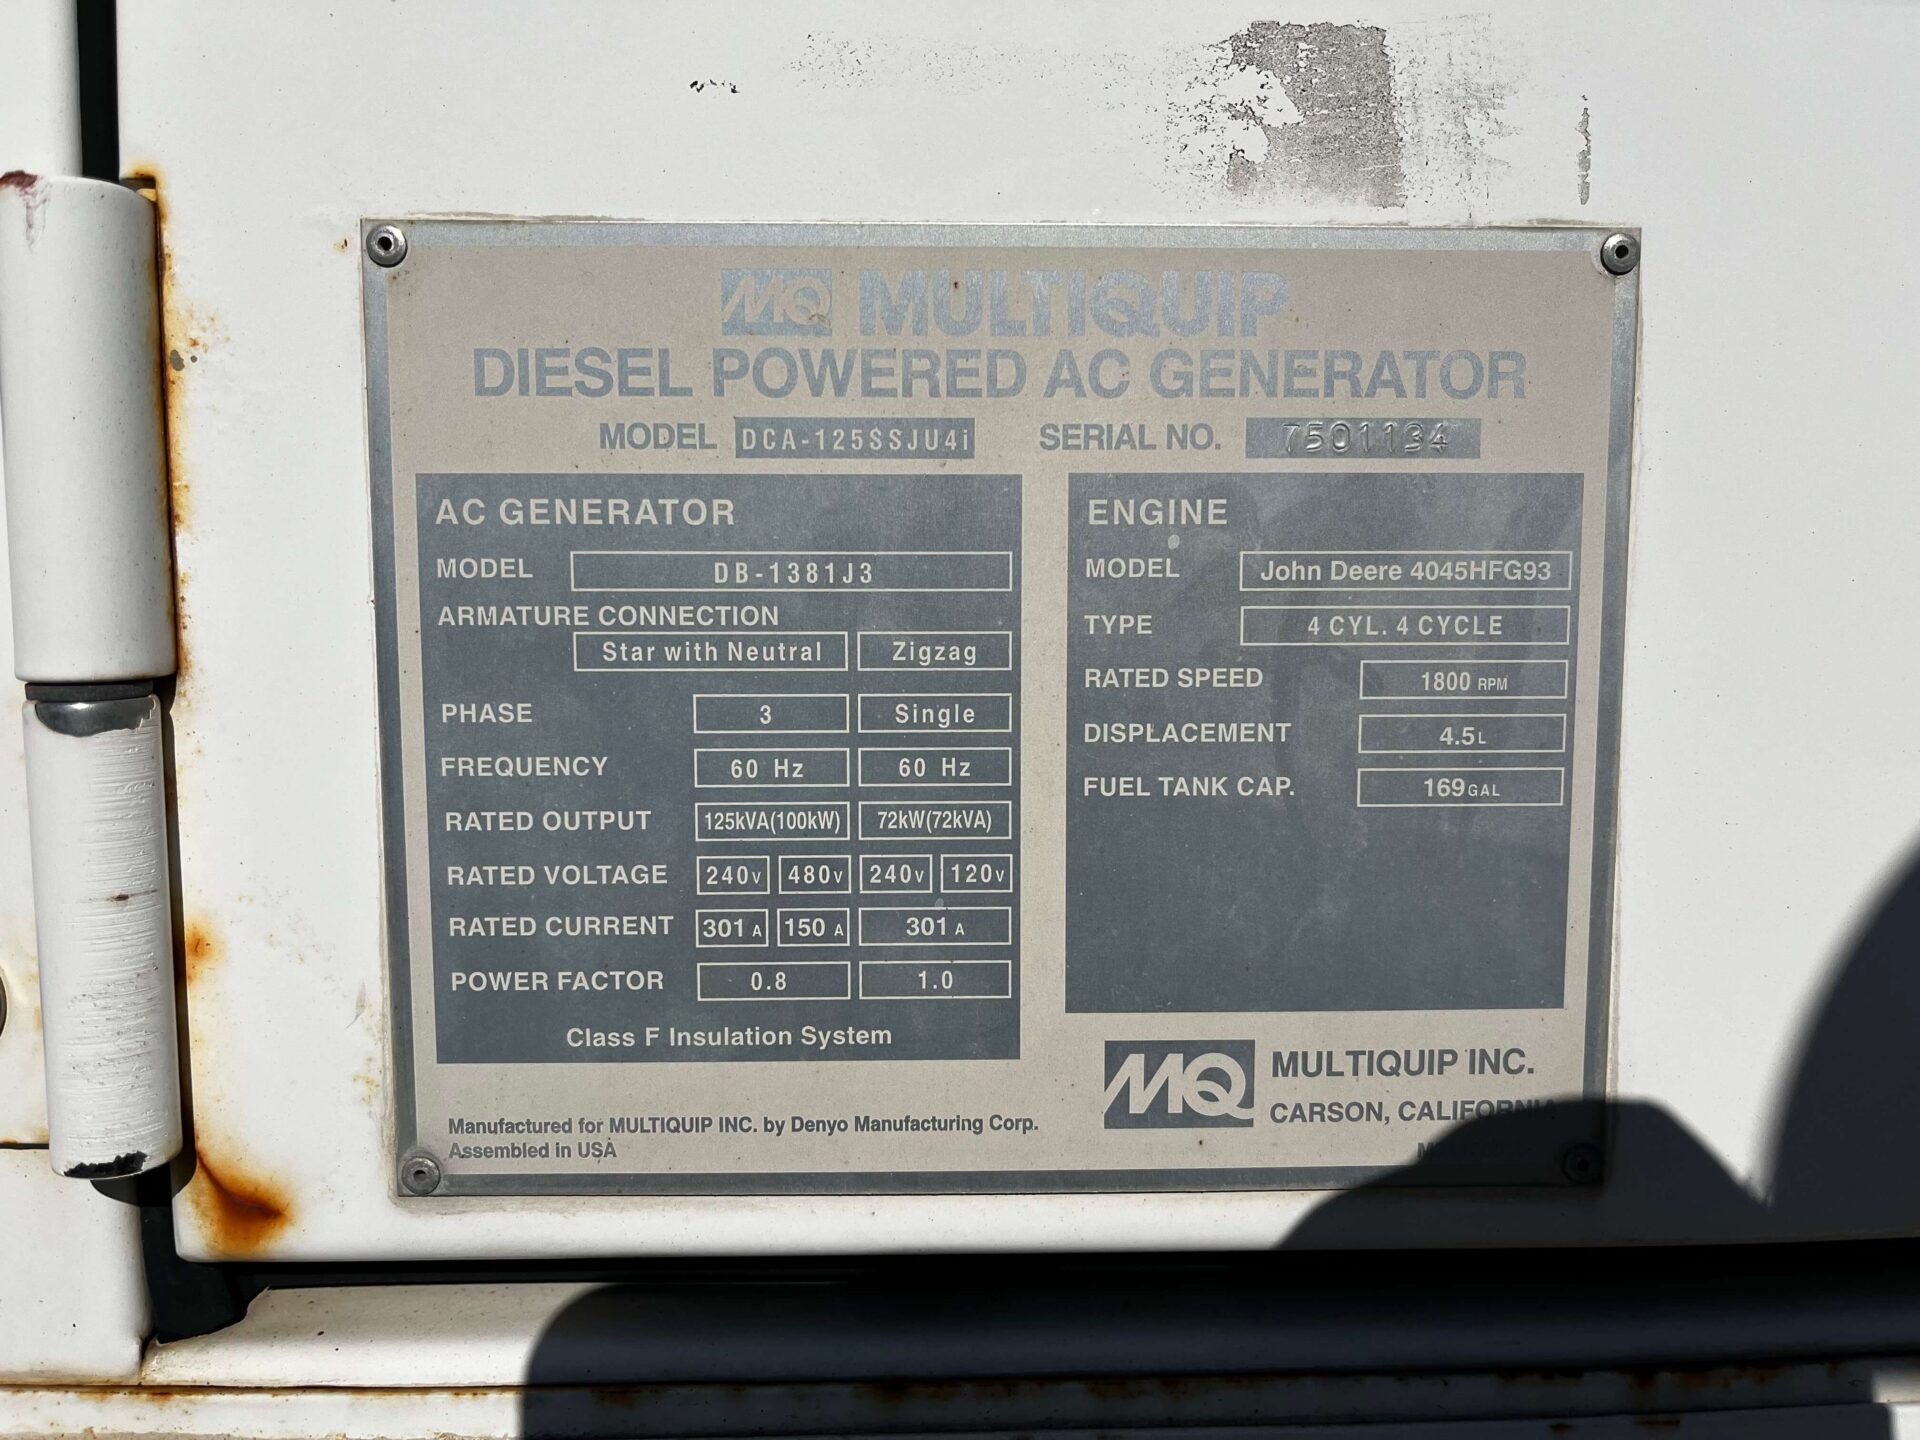 MQ MULTIQUIP
DIESEL POWERED AC GENERATOR
MODEL DCA-125SSJU4i SERIAL NO. 7501134
AC GENERATOR
MODEL DB-1381J3
ARMATURE CONNECTION
Star with Neutral Zigzag
PHASE 3 Single
FREQUENCY 60 Hz 60 Hz
RATED OUTPUT 125kVA(100kW) 72kW(72kVA)
RATED VOLTAGE 240V 480V 240V 120V
RATED CURRENT 301 A 150 A 301 A
POWER FACTOR 0.8 1.0
Class F Insulation System
ENGINE
MODEL John Deere 4045HFG93
TYPE 4 CYL. 4 CYCLE
RATED SPEED 1800 RPM
DISPLACEMENT 4.5L
FUEL TANK CAP. 169GAL
Manufactured for MULTIQUIP INC. by Denyo Manufacturing Corp.
Assembled in USA
MQ MULTIQUIP INC.
CARSON, CALIFORNIA